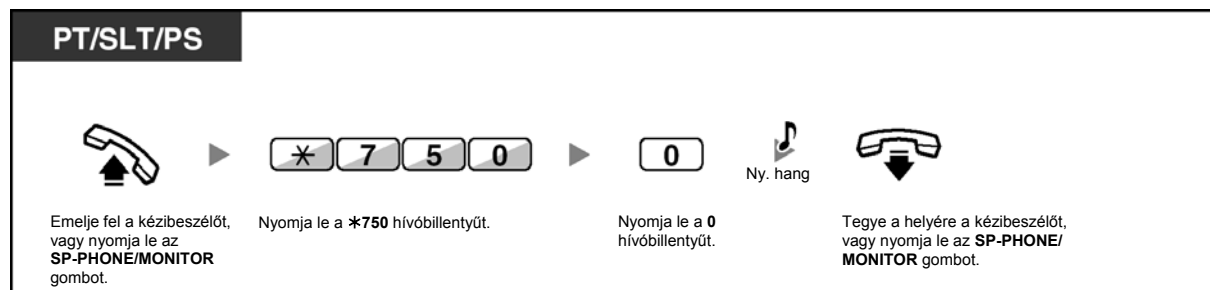 PT/SLT/PS
✳ 7 5 0
0
Ny. hang
Emelje fel a kézibeszélőt,
vagy nyomja le az
SP-PHONE/MONITOR
gombot.
Nyomja le a ✳750 hívóbillentyűt.
Nyomja le a 0
hívóbillentyűt.
Tegye a helyére a kézibeszélőt,
vagy nyomja le az SP-PHONE/
MONITOR gombot.